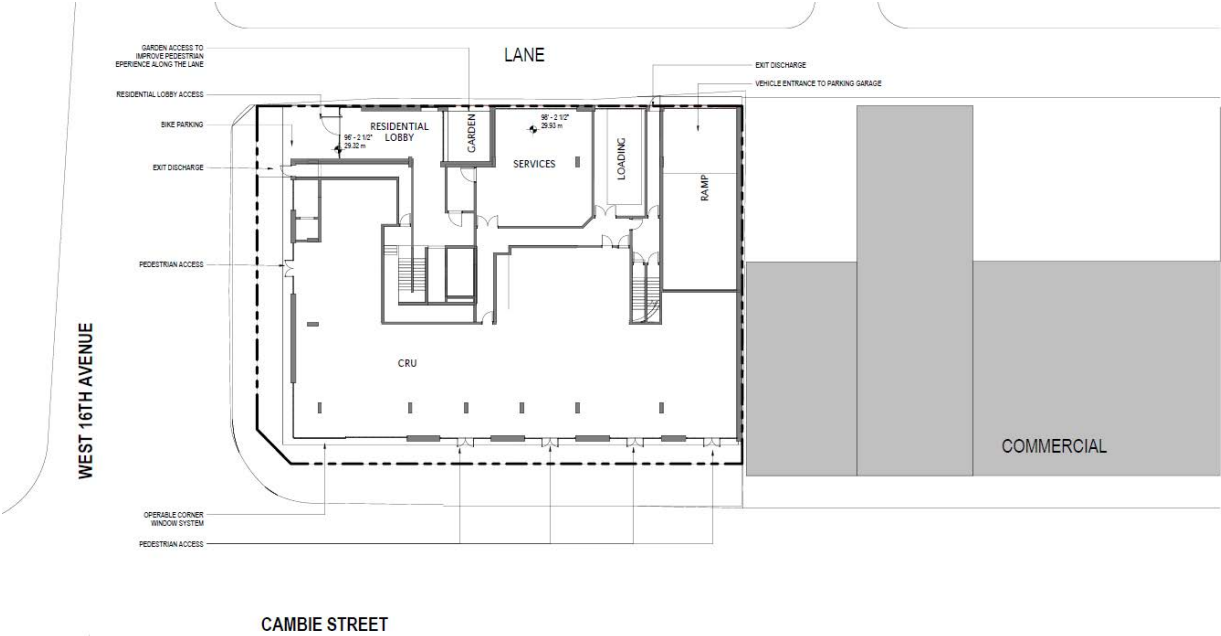 GARDEN ACCESS TO
IMPROVE PEDESTRIAN
EPERIENCE ALONG THE LANE
LANE
EXIT DISCHARGE
VEHICLE ENTRANCE TO PARKING GARAGE
RESIDENTIAL LOBBY ACCESS
BIKE PARKING
RESIDENTIAL
LOBBY
96' - 2 1/2"
29.32 m
GARDEN
98' - 2 1/2"
29.93 m
SERVICES
LOADING
RAMP
EXIT DISCHARGE
PEDESTRIAN ACCESS
WEST 16TH AVENUE
CRU
COMMERCIAL
OPERABLE CORNER
WINDOW SYSTEM
PEDESTRIAN ACCESS
CAMBIE STREET